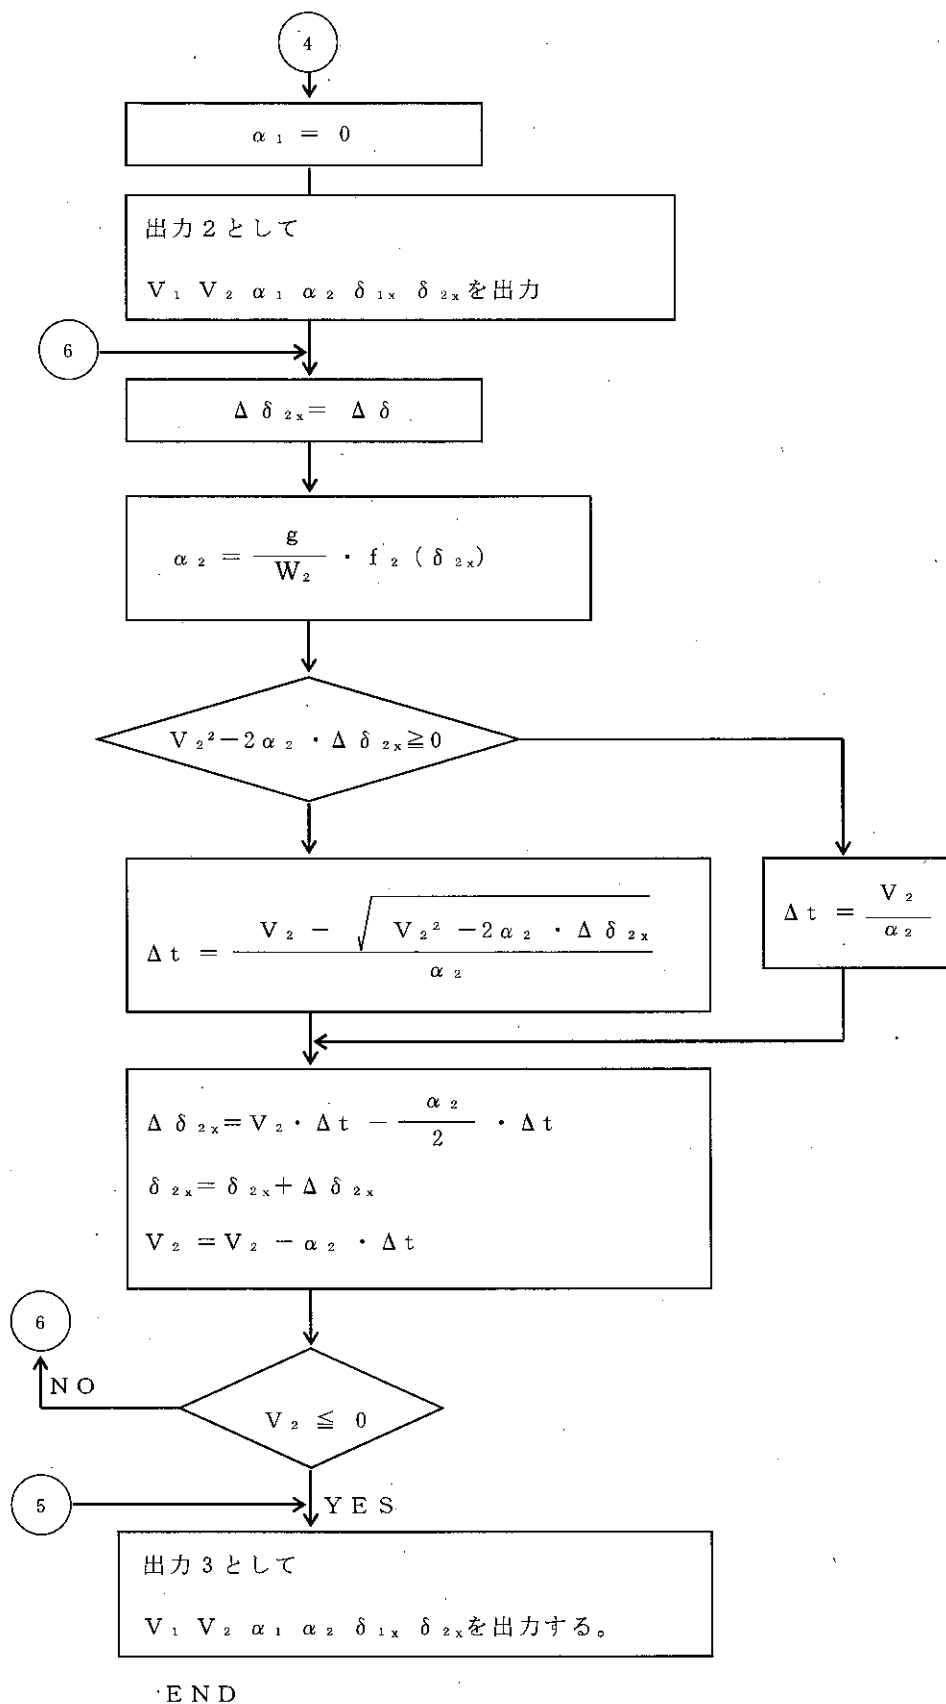 4
α₁ = 0
出力2として
V₁ V₂ α₁ α₂ δ₁ₓ δ₂ₓを出力
6
Δδ₂ₓ= Δδ
α₂ = g/W₂ · f₂(δ₂ₓ)
V₂²−2α₂・Δδ₂ₓ≧0
Δt = (V₂ − √(V₂²−2α₂・Δδ₂ₓ))/α₂
Δt = V₂/α₂
Δδ₂ₓ=V₂・Δt − α₂/2 ・Δt
δ₂ₓ=δ₂ₓ+Δδ₂ₓ
V₂=V₂−α₂・Δt
6
NO
V₂ ≦ 0
5
YES
出力3として
V₁ V₂ α₁ α₂ δ₁ₓ δ₂ₓを出力する。
END